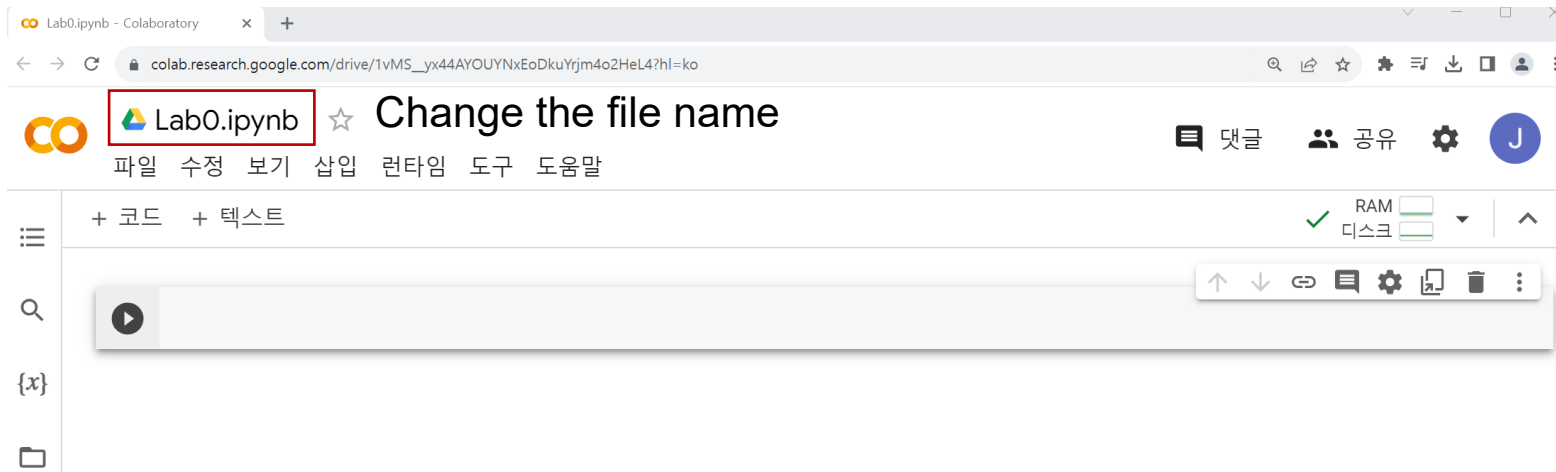 Lab0.ipynb - Colaboratory
colab.research.google.com/drive/1vMS__yx44AYOUYNxEoDkuYrjm4o2HeL4?hl=ko
Lab0.ipynb Change the file name
댓글 공유 J
파일 수정 보기 삽입 런타임 도구 도움말
+ 코드 + 텍스트
RAM
디스크
{x}